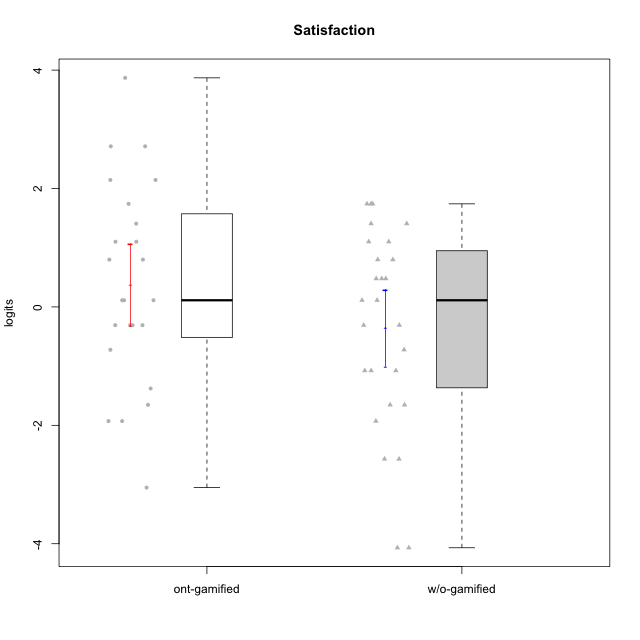 Satisfaction
logits
4
2
0
-2
-4
ont-gamified
w/o-gamified